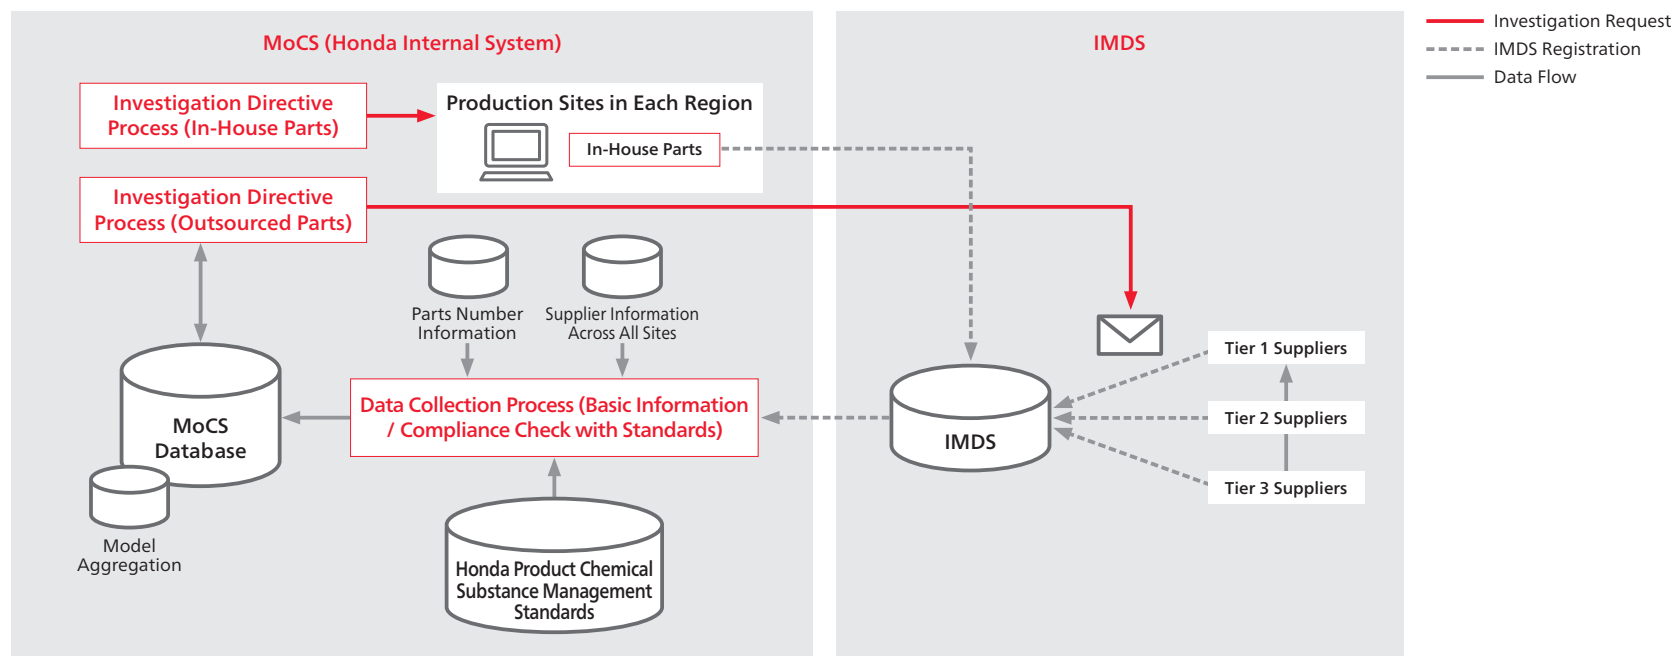 MoCS (Honda Internal System)
IMDS
Investigation Request
IMDS Registration
Data Flow
Investigation Directive
Process (In-House Parts)
Production Sites in Each Region
In-House Parts
Investigation Directive
Process (Outsourced Parts)
Parts Number
Information
Supplier Information
Across All Sites
Tier 1 Suppliers
Tier 2 Suppliers
Tier 3 Suppliers
MoCS
Database
Data Collection Process (Basic Information
/ Compliance Check with Standards)
IMDS
Model
Aggregation
Honda Product Chemical
Substance Management
Standards